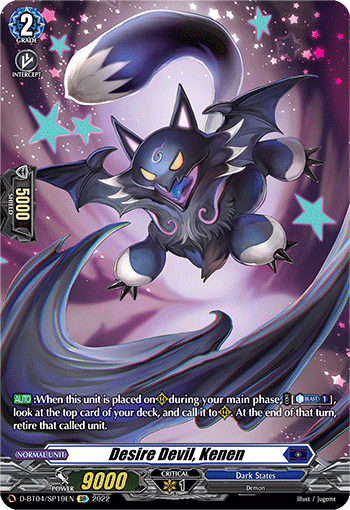 2
GRADE
INTERCEPT
5000
SHIELD
AUTO :When this unit is placed on R during your main phase, COST [C-BLAST 1],
look at the top card of your deck, and call it to R. At the end of that turn,
retire that called unit.
NORMAL UNIT
Desire Devil, Kenen
POWER 9000
CRITICAL
1
Dark States
Demon
D-BT04/SP19EN SP 2022
Illust / jugemt